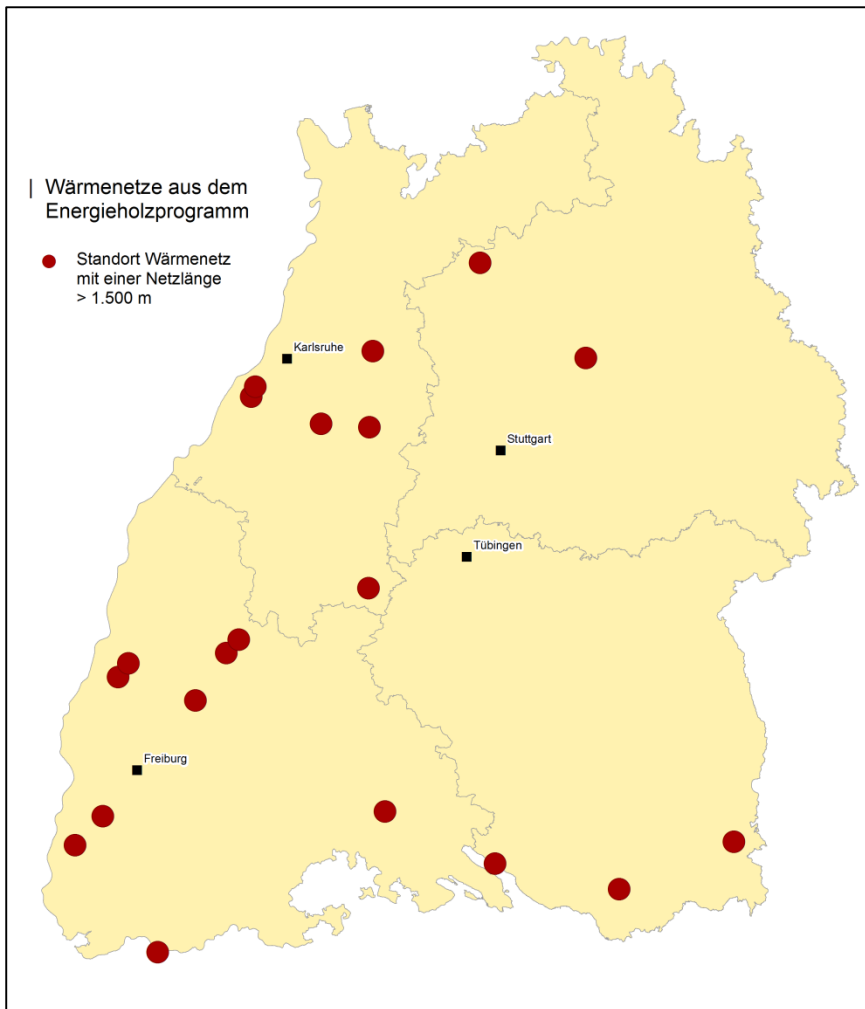 | Wärmenetze aus dem
Energieholzprogramm
Standort Wärmenetz
mit einer Netzlänge
> 1.500 m
Karlsruhe
Stuttgart
Tübingen
Freiburg